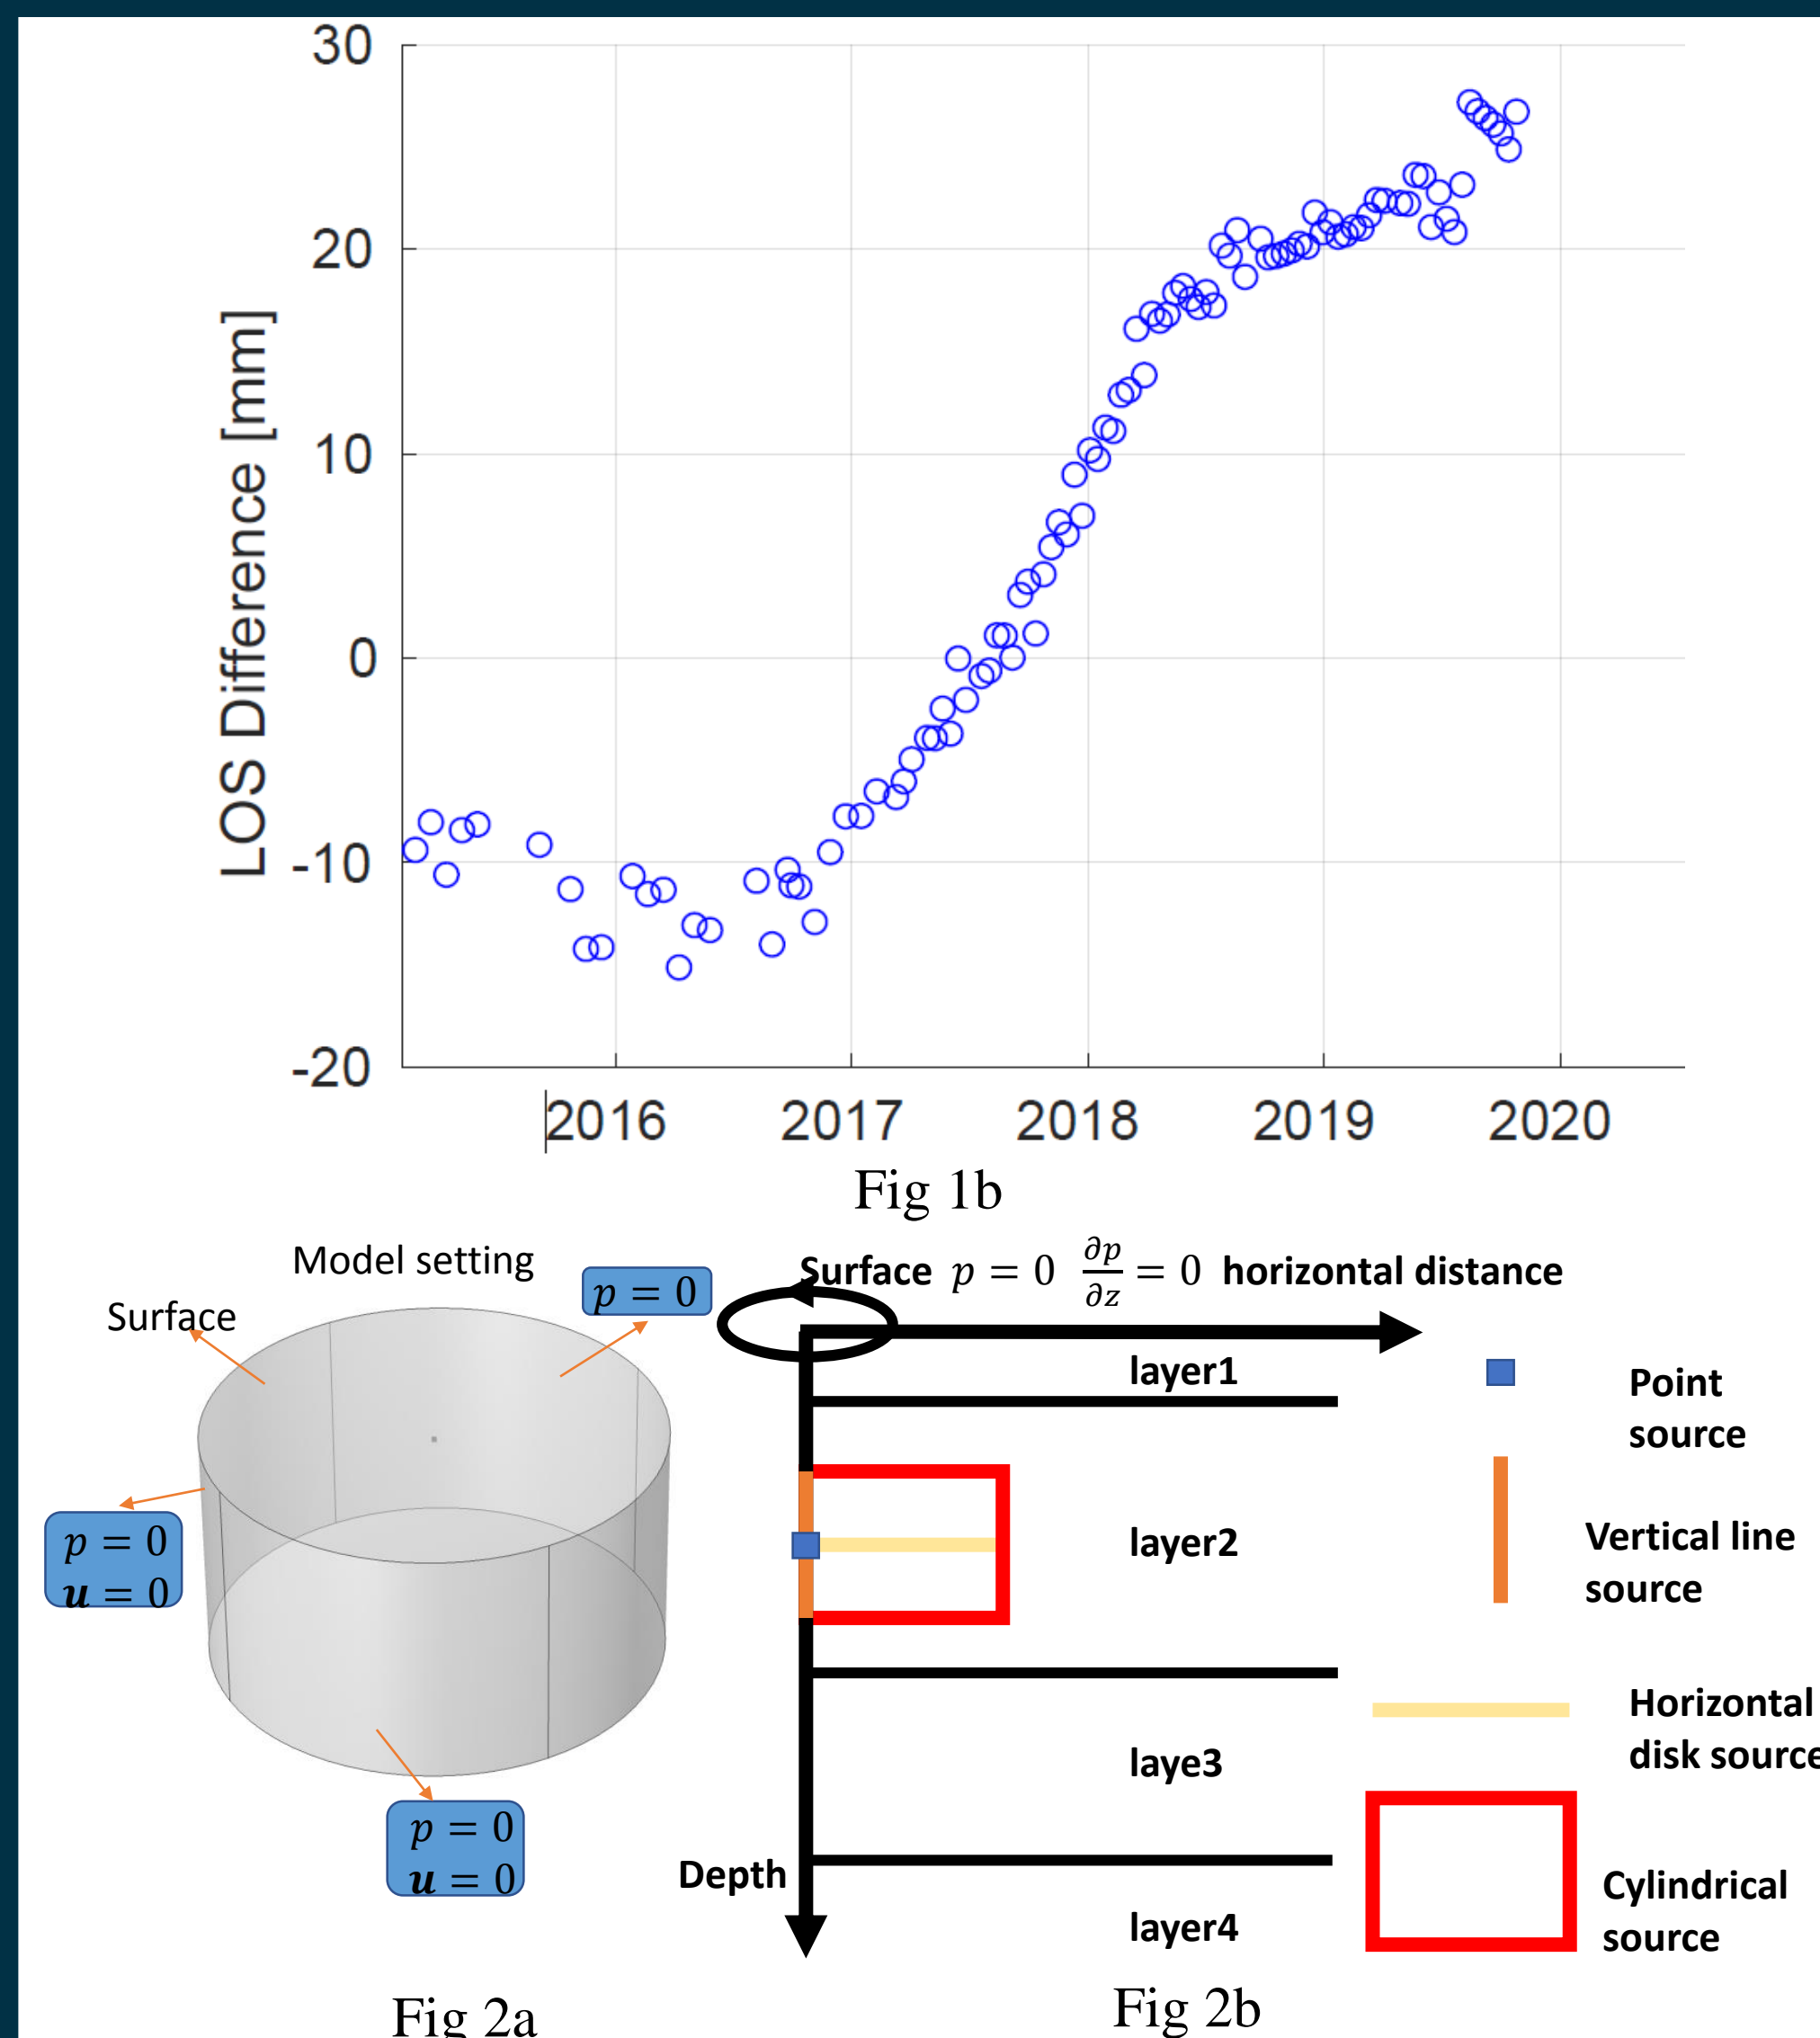 30
20
10
0
-10
-20
LOS Difference [mm]
2016 2017 2018 2019 2020
Fig 1b
Model setting
Surface
p = 0
p = 0
u = 0
p = 0
u = 0
Fig 2a
Surface p = 0 ∂p/∂z = 0 horizontal distance
layer1
layer2
laye3
layer4
Depth
Point
source
Vertical line
source
Horizontal
disk source
Cylindrical
source
Fig 2b